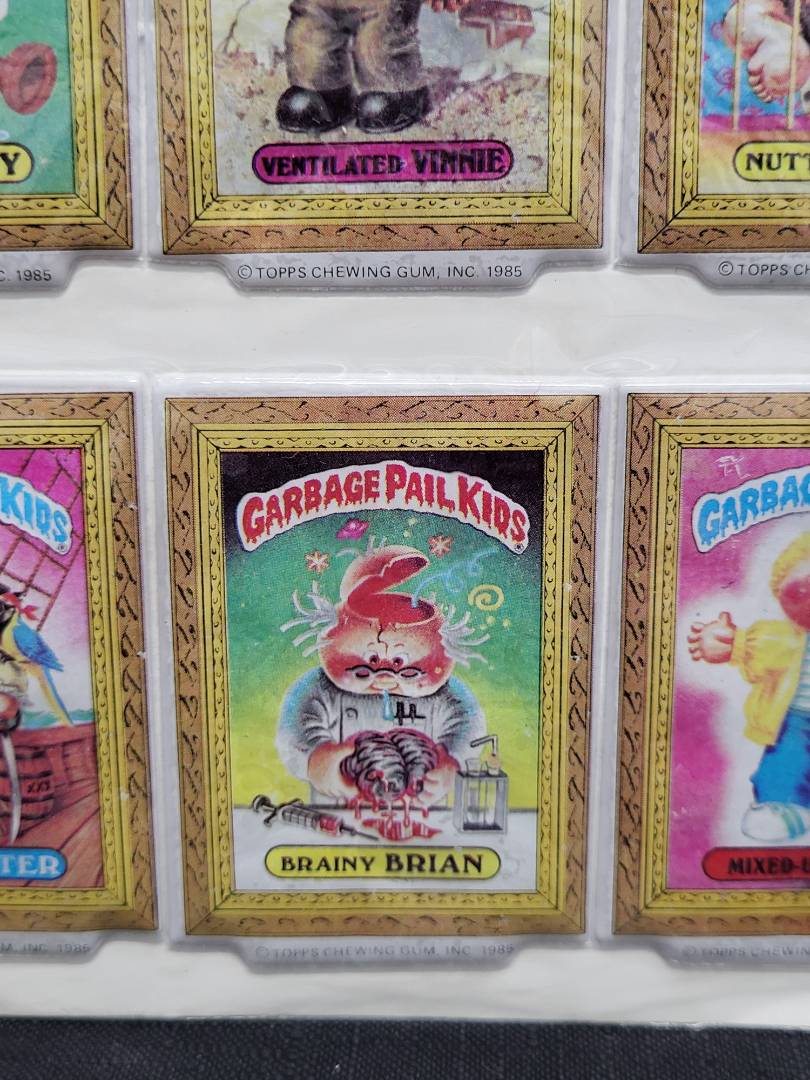 Y
VENTILATED VINNIE
NUTT
C. 1985
© TOPPS CHEWING GUM, INC. 1985
© TOPPS CH
KIDS
GARBAGE PAIL KIDS
GARBAG
XXX
TER
BRAINY BRIAN
MIXED-U
M, INC. 1985
© TOPPS CHEWING GUM, INC. 1985
© TOPPS CHEWING